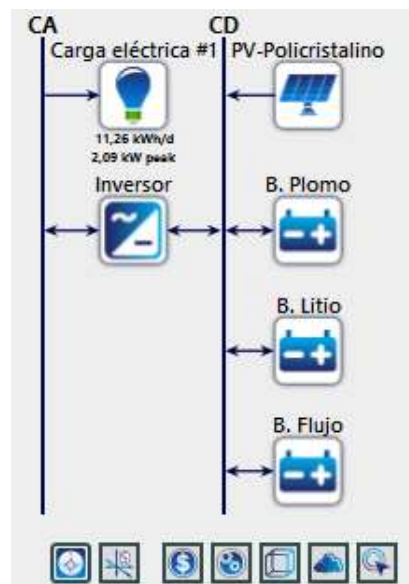 CA CD
Carga eléctrica #1 PV-Policristalino
11,26 kWh/d
2,09 kW peak
Inversor B. Plomo
B. Litio
B. Flujo